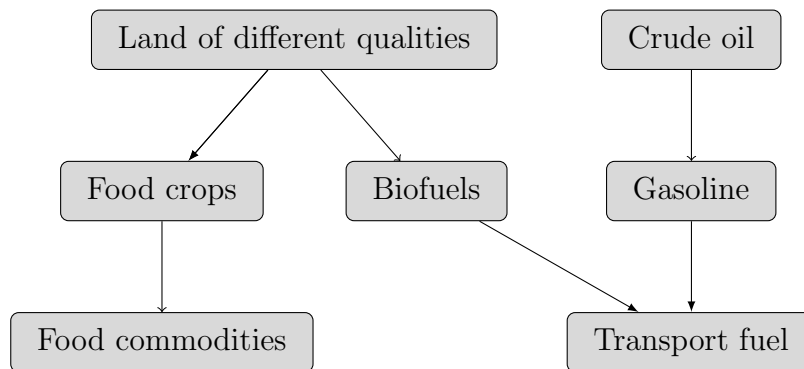 Land of different qualities
Crude oil
Food crops
Biofuels
Gasoline
Food commodities
Transport fuel